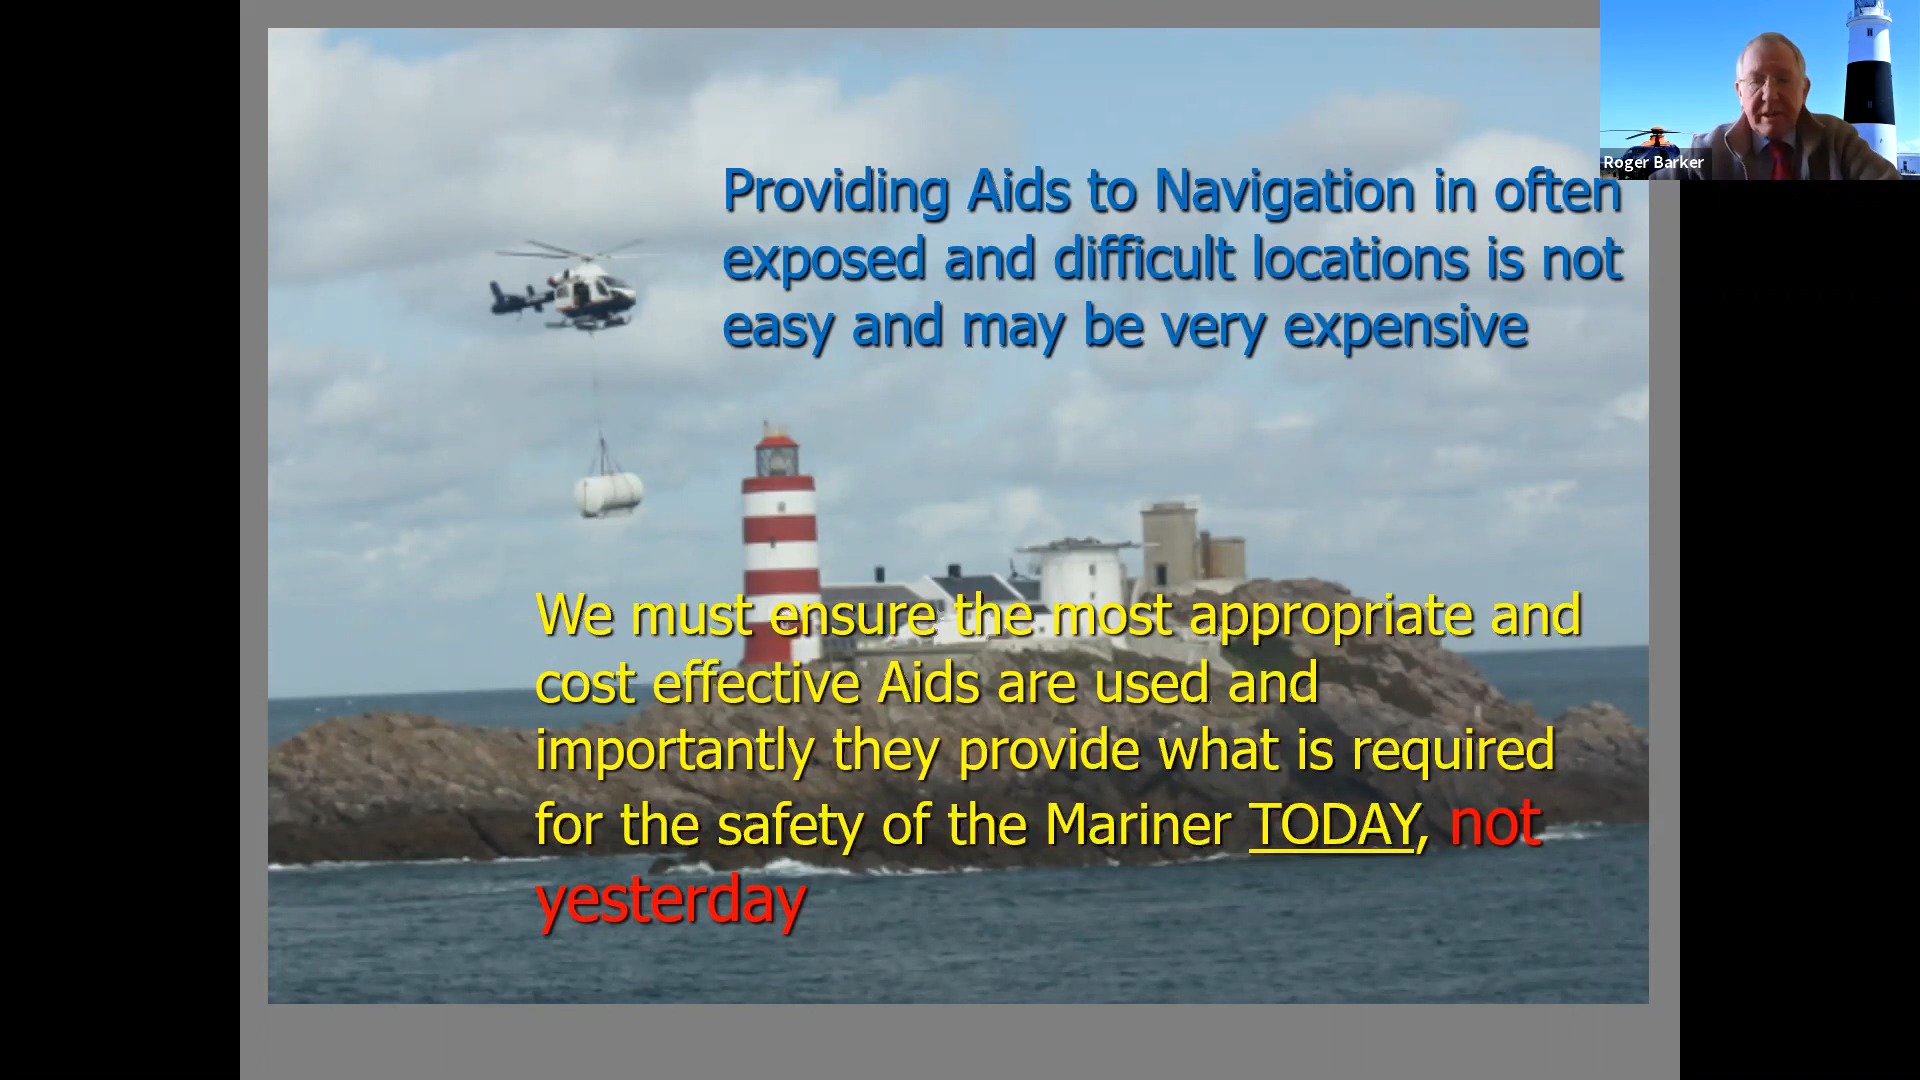 Roger Barker
Providing Aids to Navigation in often
exposed and difficult locations is not
easy and may be very expensive
We must ensure the most appropriate and
cost effective Aids are used and
importantly they provide what is required
for the safety of the Mariner TODAY, not
yesterday